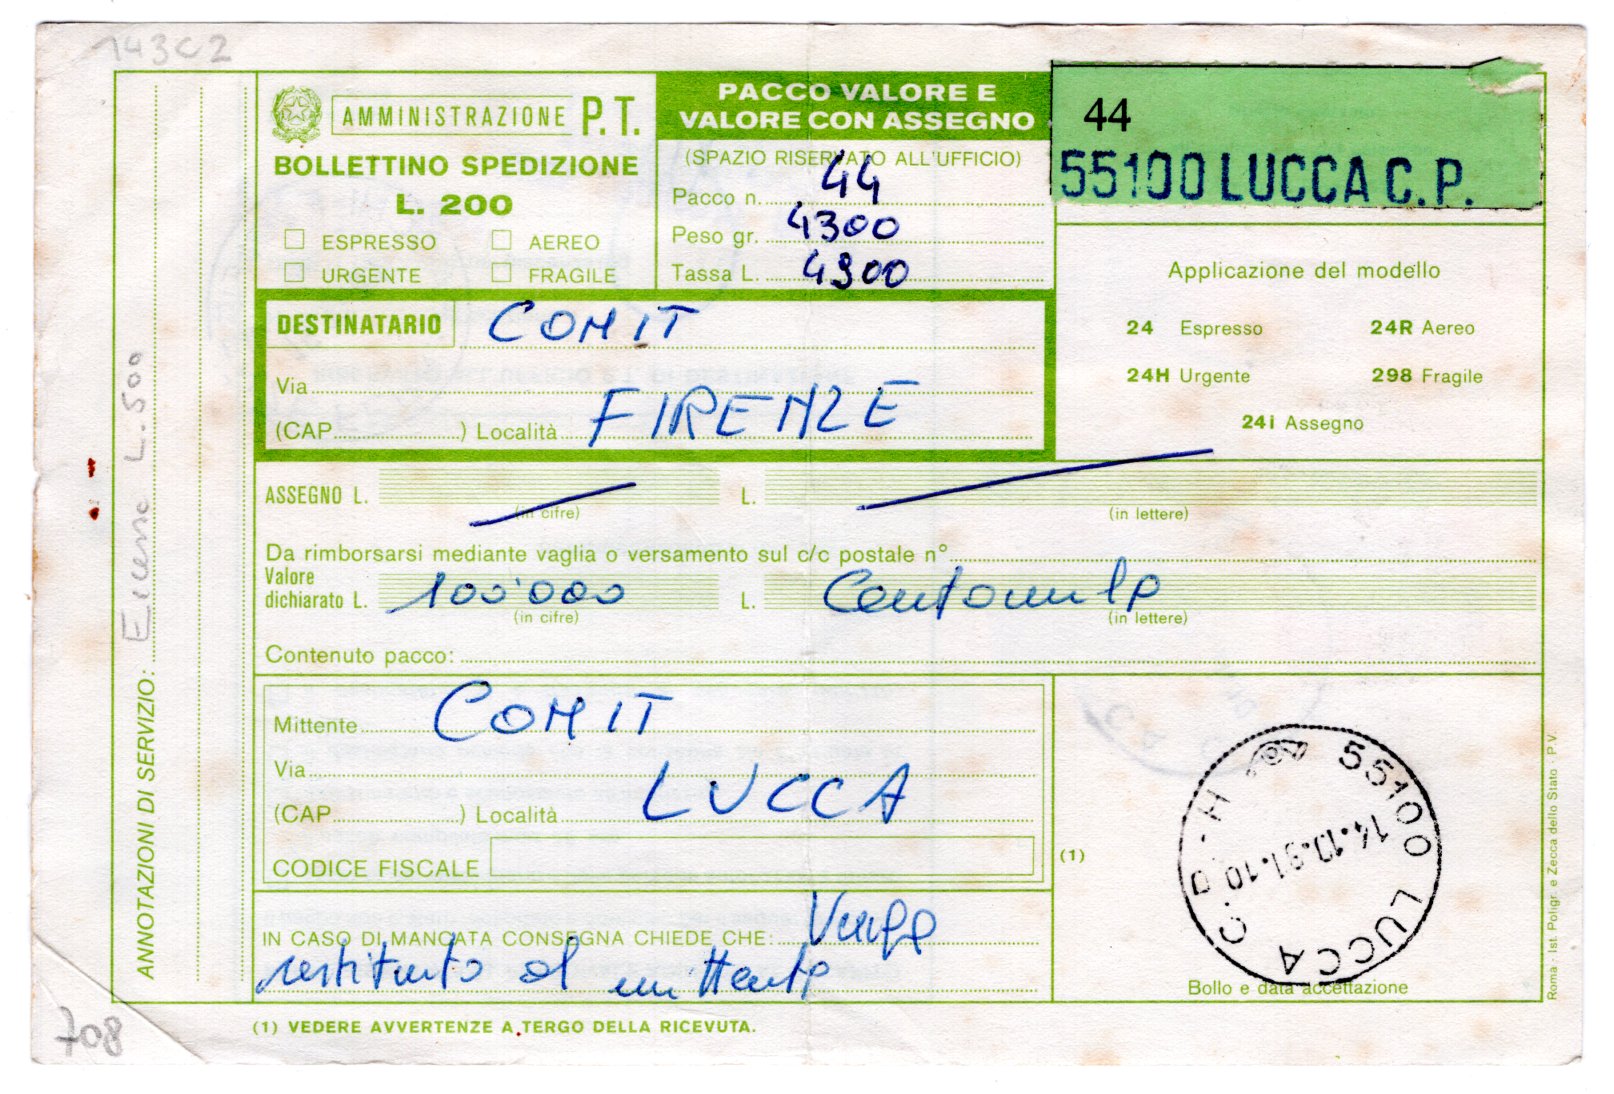 143C2
AMMINISTRAZIONE P.T.
BOLLETTINO SPEDIZIONE
L. 200
ESPRESSO AEREO
URGENTE FRAGILE
PACCO VALORE E
VALORE CON ASSEGNO
(SPAZIO RISERVATO ALL'UFFICIO)
Pacco n. 44
Peso gr. 4300
Tassa L. 4900
44
55100 LUCCA C.P.
Applicazione del modello
24 Espresso 24R Aereo
24H Urgente 298 Fragile
24i Assegno
DESTINATARIO COMIT
Via
(CAP ) Località FIRENZE
ASSEGNO L. L.
(in cifre) (in lettere)
Da rimborsarsi mediante vaglia o versamento sul c/c postale n°
Valore
dichiarato L. 100'000 L. Centomila
(in cifre) (in lettere)
Contenuto pacco:
Mittente COMIT
Via
(CAP ) Località LUCCA
CODICE FISCALE
(1)
IN CASO DI MANCATA CONSEGNA CHIEDE CHE: Venga
restituito al mittente
55100 LUCCA C.P.-H
14.10.91.10
Bollo e data accettazione
(1) VEDERE AVVERTENZE A TERGO DELLA RICEVUTA.
ANNOTAZIONI DI SERVIZIO: L. 500
Roma - Ist. Poligr. e Zecca dello Stato P.V.
708